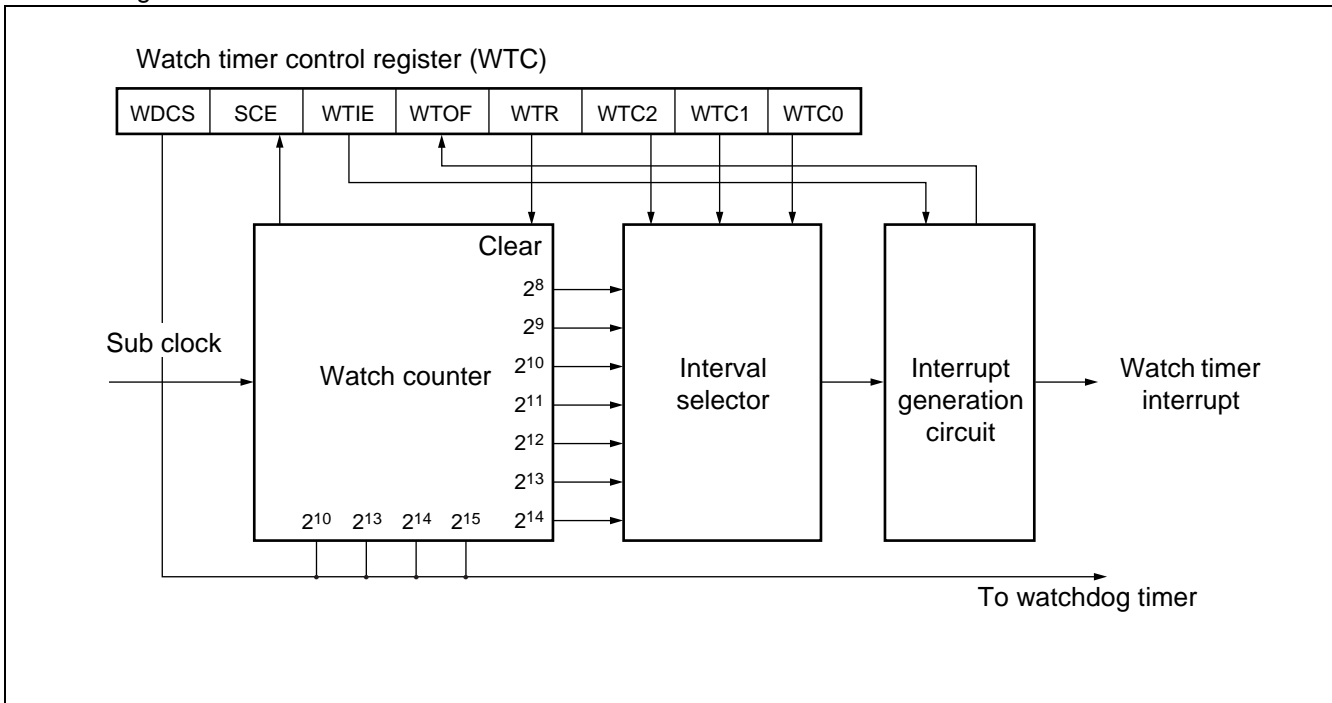 Watch timer control register (WTC)
WDCS SCE WTIE WTOF WTR WTC2 WTC1 WTC0
Clear
2⁸
2⁹
2¹⁰
2¹¹
2¹²
2¹³
2¹⁴
2¹⁰ 2¹³ 2¹⁴ 2¹⁵
Sub clock
Watch counter
Interval
selector
Interrupt
generation
circuit
Watch timer
interrupt
To watchdog timer